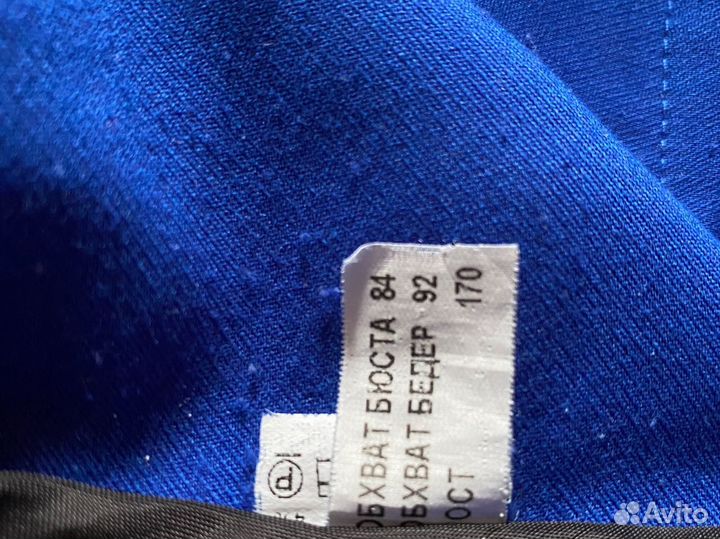 ОБХВАТ БЮСТА 84
ОБХВАТ БЕДЕР 92
ОСТ 170
Avito